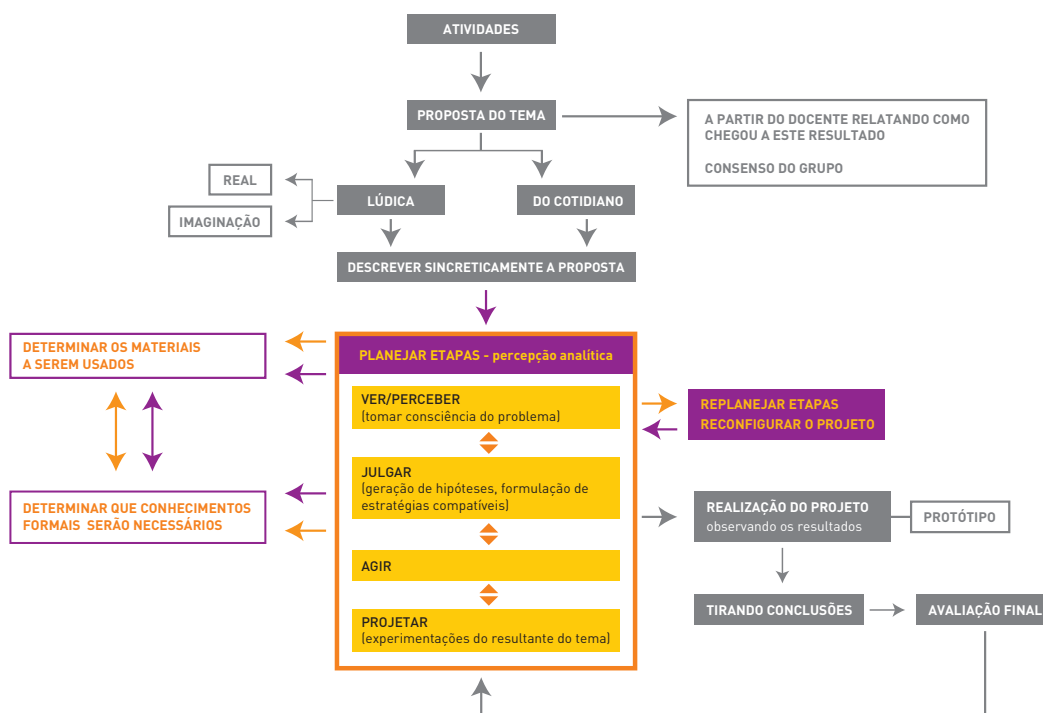 ATIVIDADES
PROPOSTA DO TEMA
A PARTIR DO DOCENTE RELATANDO COMO
CHEGOU A ESTE RESULTADO
CONSENSO DO GRUPO
REAL
IMAGINAÇÃO
LÚDICA
DO COTIDIANO
DESCREVER SINCRETICAMENTE A PROPOSTA
DETERMINAR OS MATERIAIS
A SEREM USADOS
DETERMINAR QUE CONHECIMENTOS
FORMAIS SERÃO NECESSÁRIOS
PLANEJAR ETAPAS - percepção analítica
VER/PERCEBER
(tomar consciência do problema)
JULGAR
(geração de hipóteses, formulação de
estratégias compatíveis)
AGIR
PROJETAR
(experimentações do resultante do tema)
REPLANEJAR ETAPAS
RECONFIGURAR O PROJETO
REALIZAÇÃO DO PROJETO
observando os resultados
PROTÓTIPO
TIRANDO CONCLUSÕES
AVALIAÇÃO FINAL